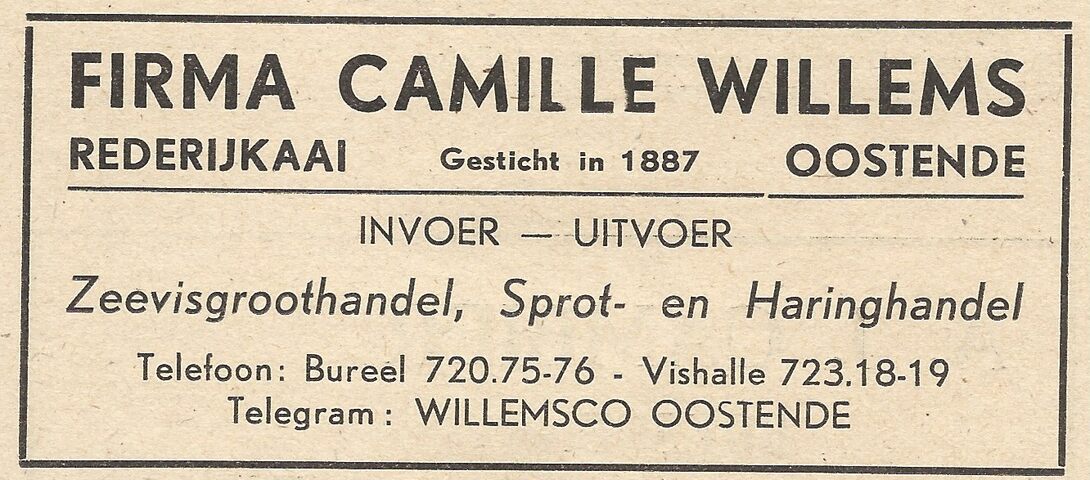 FIRMA CAMILLE WILLEMS
REDERIJKAAI Gesticht in 1887 OOSTENDE
INVOER — UITVOER
Zeevisgroothandel, Sprot- en Haringhandel
Telefoon: Bureel 720.75-76 - Vishalle 723.18-19
Telegram: WILLEMSCO OOSTENDE